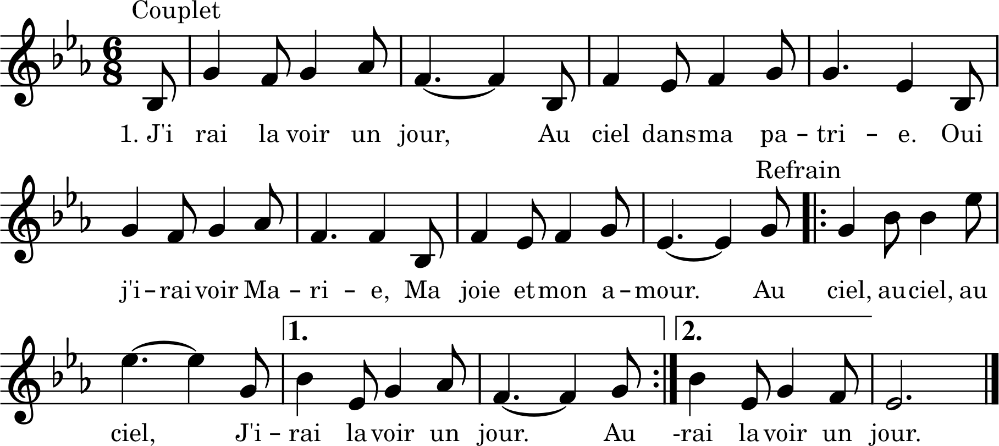 Couplet
6
8
1. J'i rai la voir un jour, Au ciel dans ma pa – tri – e. Oui
Refrain
j'i – rai voir Ma – ri – e, Ma joie et mon a – mour. Au ciel, au ciel, au
1. 2.
ciel, J'i – rai la voir un jour. Au -rai la voir un jour.